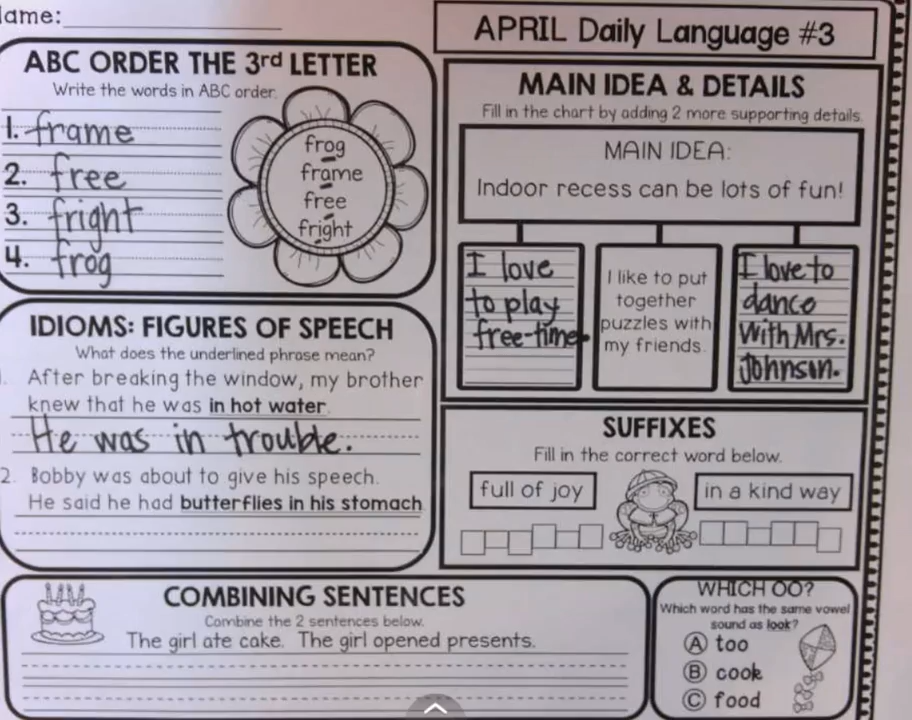 ame:
APRIL Daily Language #3
ABC ORDER THE 3rd LETTER
Write the words in ABC order.
1. frame
2. free
3. fright
4. frog
frog
frame
free
fright
MAIN IDEA & DETAILS
Fill in the chart by adding 2 more supporting details.
MAIN IDEA:
Indoor recess can be lots of fun!
I love
to play
free-time
I like to put
together
puzzles with
my friends.
I love to
dance
With Mrs.
Johnson.
IDIOMS: FIGURES OF SPEECH
What does the underlined phrase mean?
1. After breaking the window, my brother
knew that he was in hot water.
He was in trouble.
2. Bobby was about to give his speech.
He said he had butterflies in his stomach
SUFFIXES
Fill in the correct word below.
full of joy
in a kind way
COMBINING SENTENCES
Combine the 2 sentences below.
The girl ate cake. The girl opened presents.
WHICH OO?
Which word has the same vowel
sound as look?
A too
B cook
C food